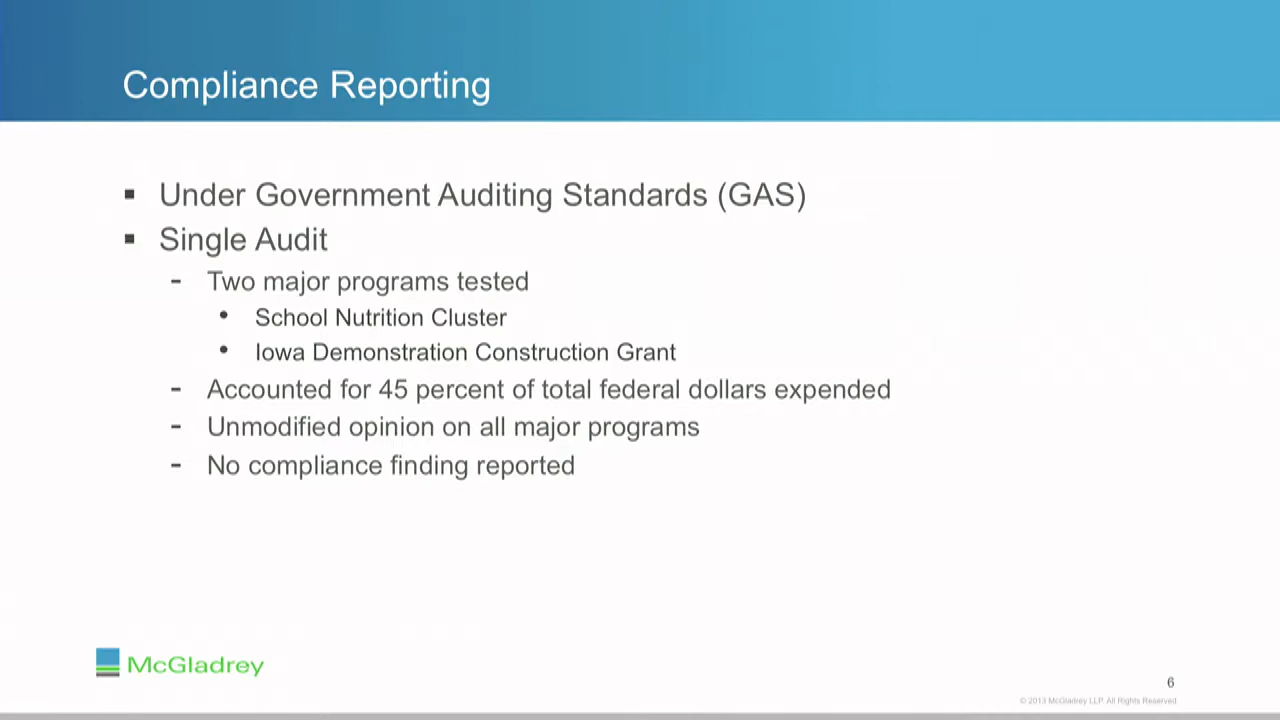 Compliance Reporting
▪ Under Government Auditing Standards (GAS)
▪ Single Audit
- Two major programs tested
• School Nutrition Cluster
• Iowa Demonstration Construction Grant
- Accounted for 45 percent of total federal dollars expended
- Unmodified opinion on all major programs
- No compliance finding reported
McGladrey
6
© 2013 McGladrey LLP. All Rights Reserved.